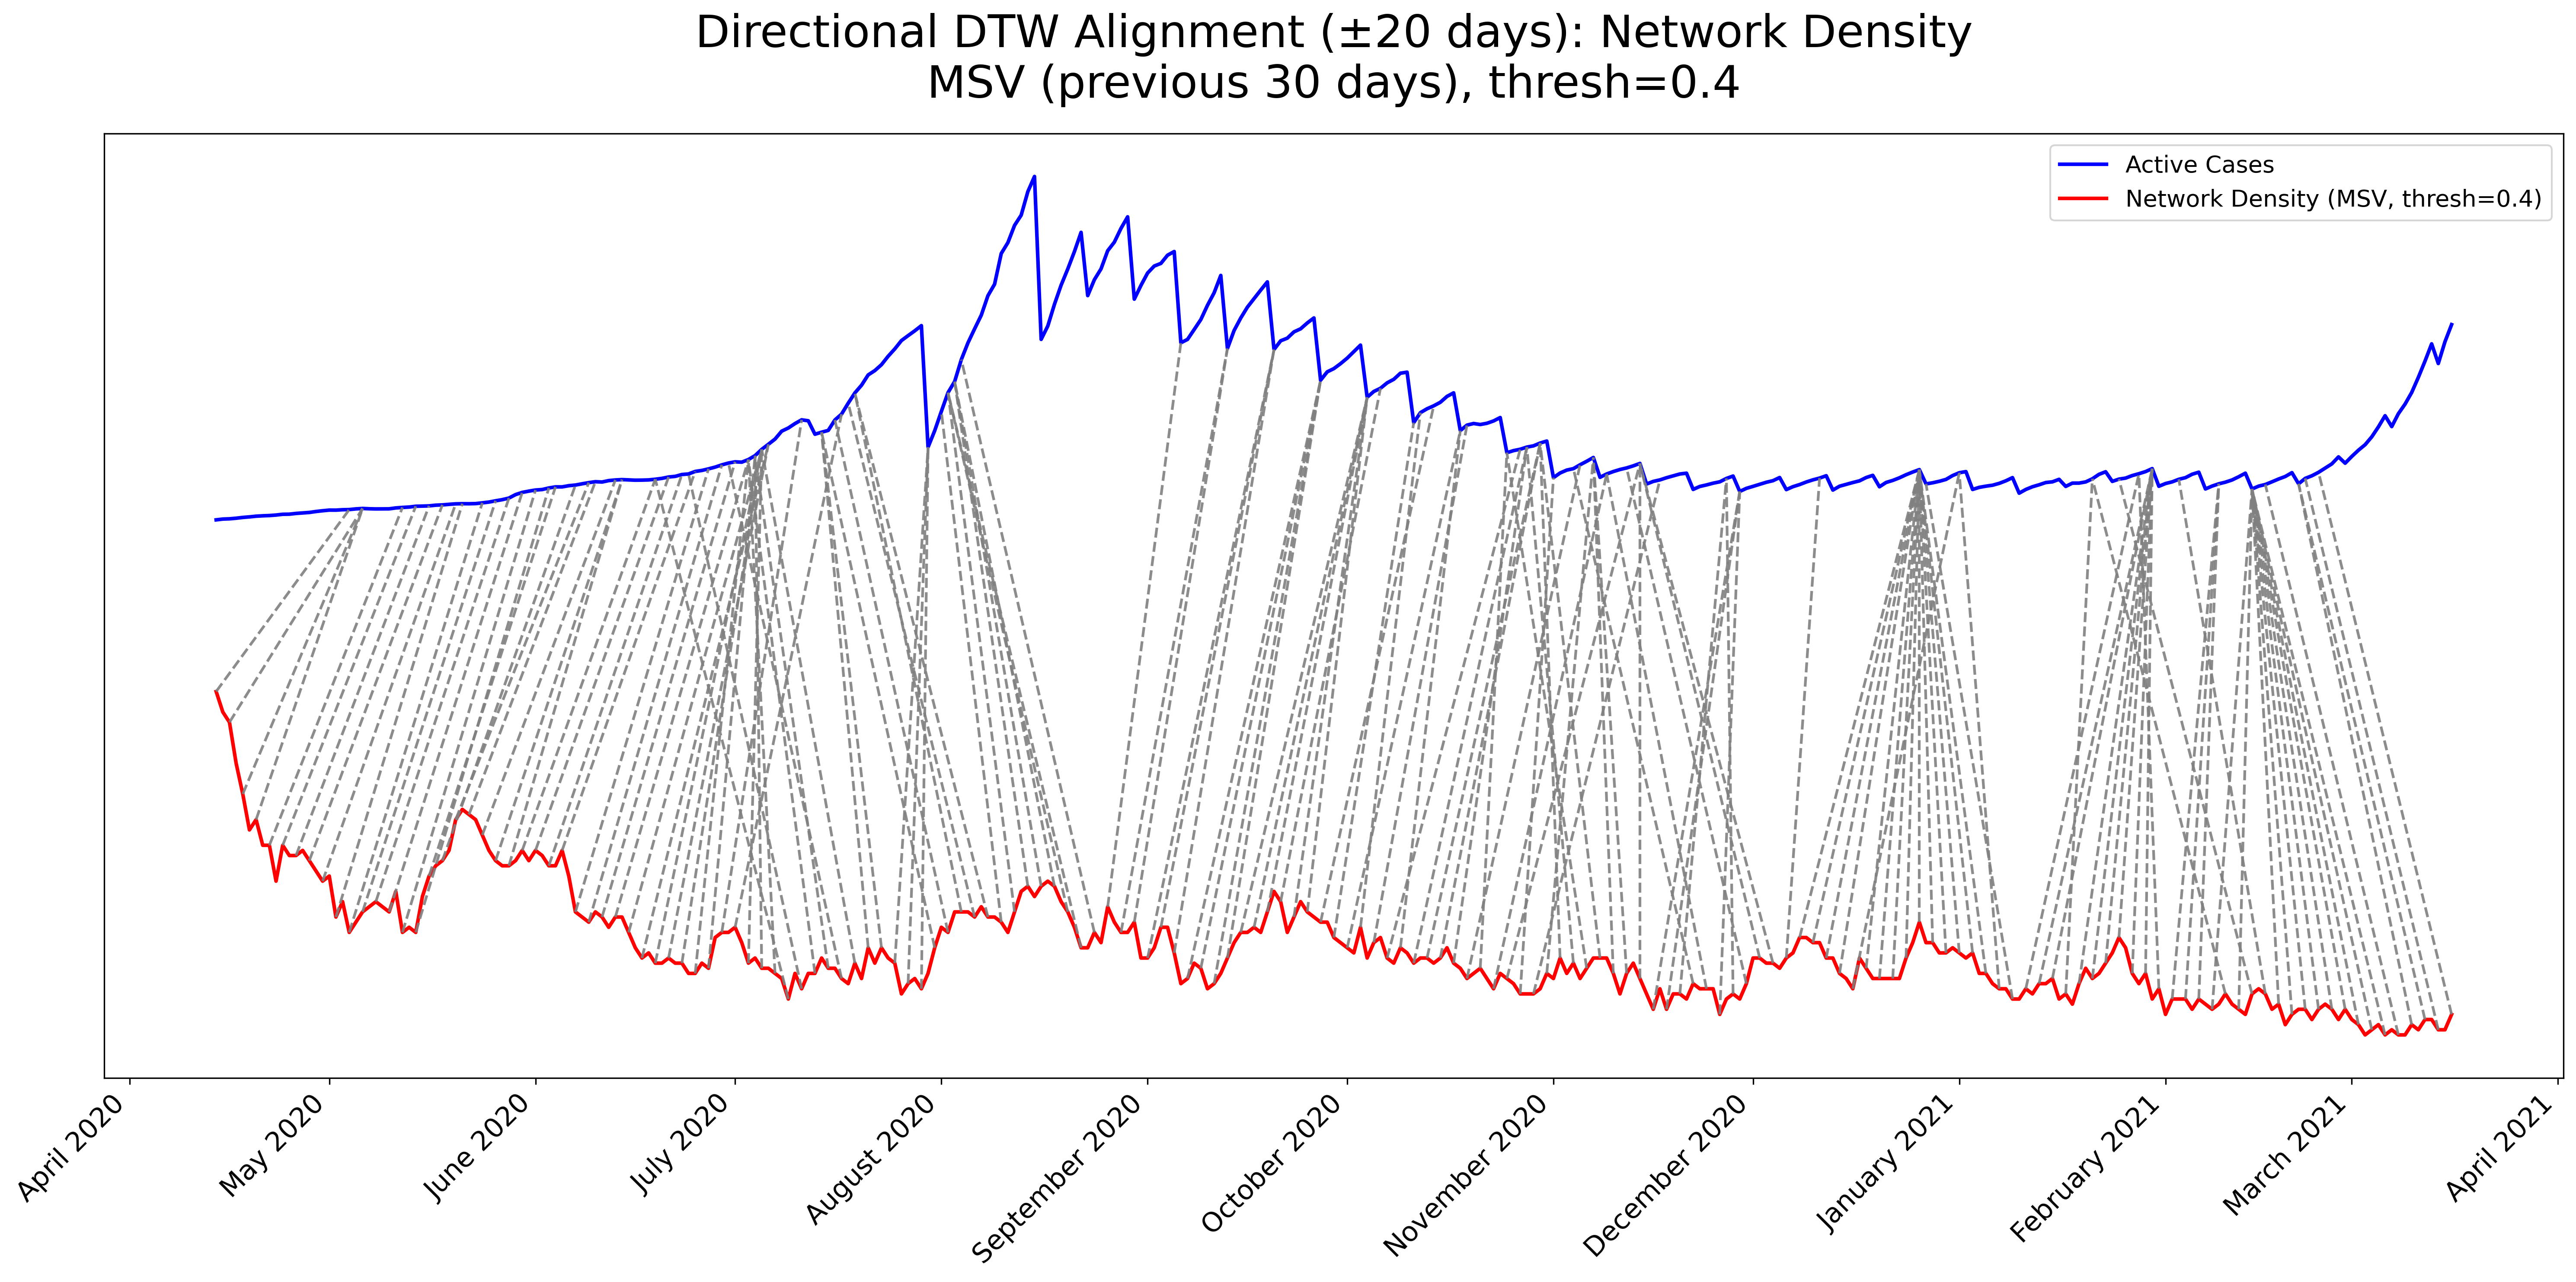 Directional DTW Alignment (±20 days): Network Density
MSV (previous 30 days), thresh=0.4
Active Cases
Network Density (MSV, thresh=0.4)
April 2020
May 2020
June 2020
July 2020
August 2020
September 2020
October 2020
November 2020
December 2020
January 2021
February 2021
March 2021
April 2021